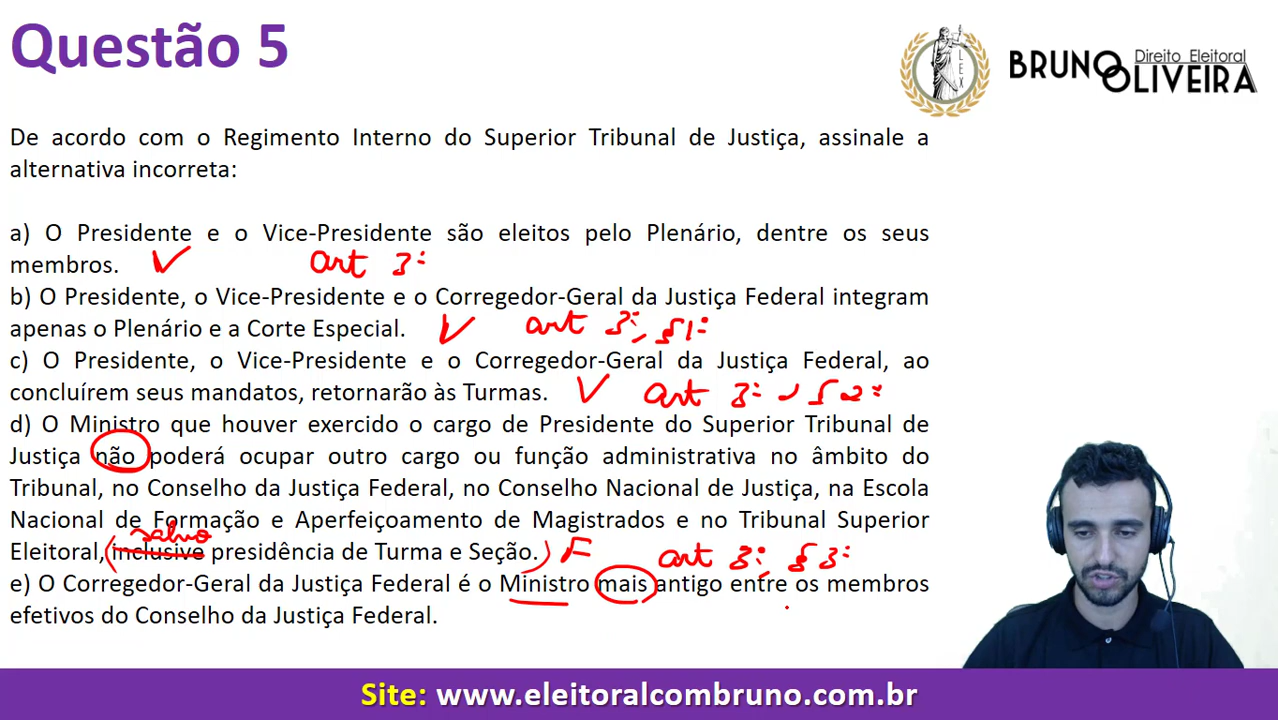 Questão 5
BRUNO Direito Eleitoral
OLIVEIRA
LEX
De acordo com o Regimento Interno do Superior Tribunal de Justiça, assinale a
alternativa incorreta:
a) O Presidente e o Vice-Presidente são eleitos pelo Plenário, dentre os seus
membros. V art 3º
b) O Presidente, o Vice-Presidente e o Corregedor-Geral da Justiça Federal integram
apenas o Plenário e a Corte Especial. V art 3º, §1º
c) O Presidente, o Vice-Presidente e o Corregedor-Geral da Justiça Federal, ao
concluírem seus mandatos, retornarão às Turmas. V art 3º, §2º
d) O Ministro que houver exercido o cargo de Presidente do Superior Tribunal de
Justiça não poderá ocupar outro cargo ou função administrativa no âmbito do
Tribunal, no Conselho da Justiça Federal, no Conselho Nacional de Justiça, na Escola
Nacional de Formação e Aperfeiçoamento de Magistrados e no Tribunal Superior
salvo
Eleitoral, (inclusive presidência de Turma e Seção.) F art 3º, §3º
e) O Corregedor-Geral da Justiça Federal é o Ministro mais antigo entre os membros
efetivos do Conselho da Justiça Federal.
Site: www.eleitoralcombruno.com.br